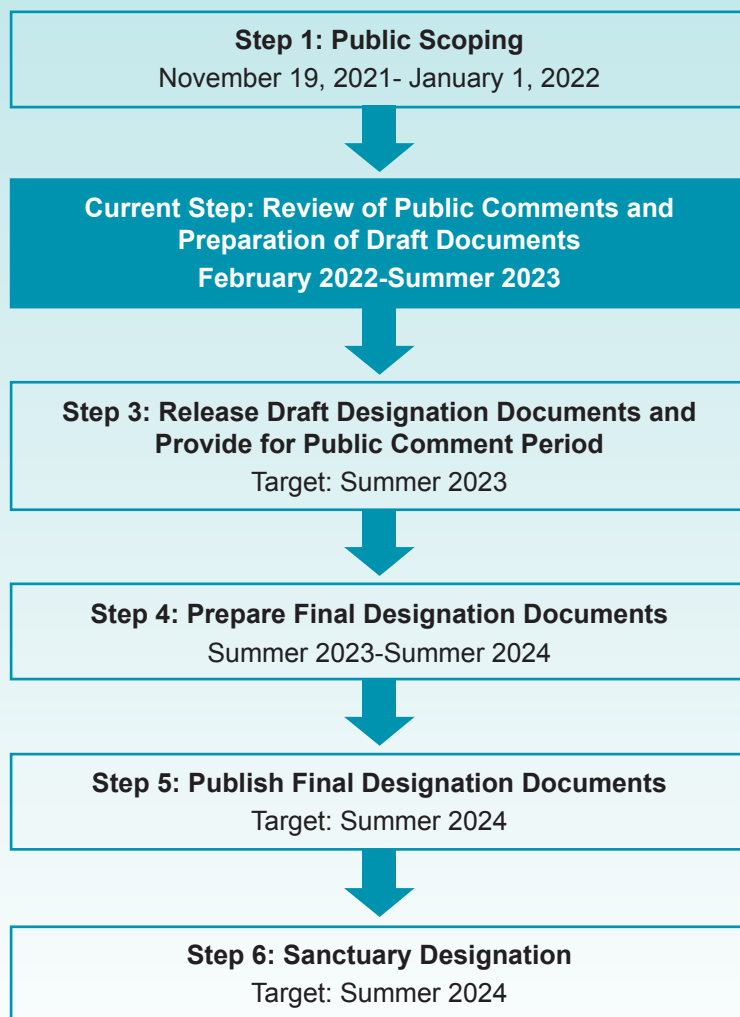 Step 1: Public Scoping
November 19, 2021- January 1, 2022
Current Step: Review of Public Comments and
Preparation of Draft Documents
February 2022-Summer 2023
Step 3: Release Draft Designation Documents and
Provide for Public Comment Period
Target: Summer 2023
Step 4: Prepare Final Designation Documents
Summer 2023-Summer 2024
Step 5: Publish Final Designation Documents
Target: Summer 2024
Step 6: Sanctuary Designation
Target: Summer 2024